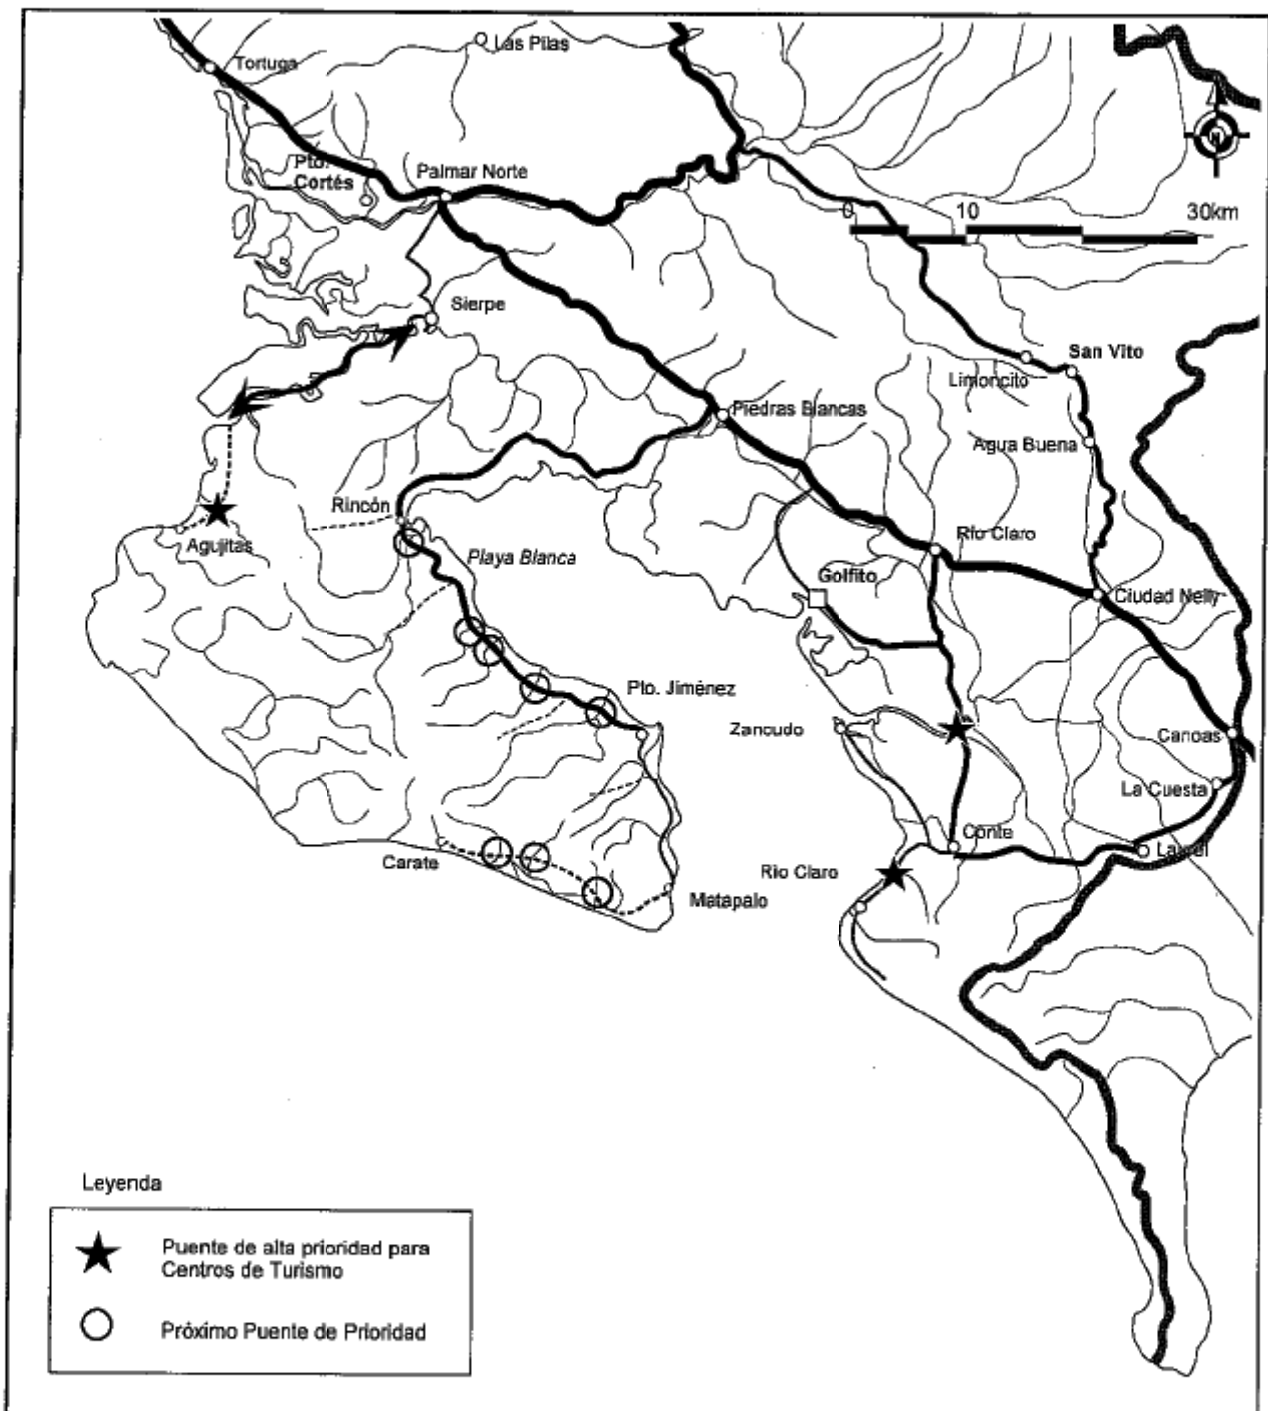 Las Pilas
Tortuga
Pto.
Cortés
Palmar Norte
N
0 10 30km
Sierpe
San Vito
Limoncito
Piedras Blancas
Agua Buena
Rincón
Agujitas
Playa Blanca
Río Claro
Golfito
Ciudad Neily
Pto. Jiménez
Zancudo
Canoas
La Cuesta
Conte
Laurel
Carate
Río Claro
Matapalo
Leyenda
Puente de alta prioridad para
Centros de Turismo
Próximo Puente de Prioridad